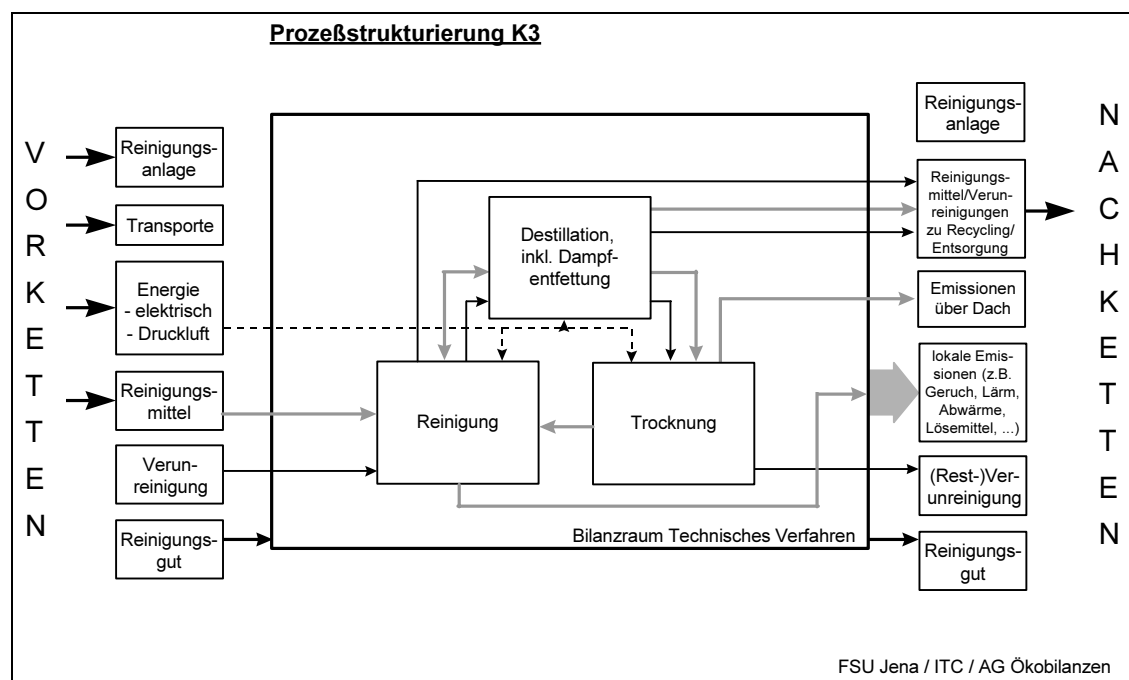 Prozeßstrukturierung K3
V
O
R
K
E
T
T
E
N
Reinigungs-
anlage
Transporte
Energie
- elektrisch
- Druckluft
Reinigungs-
mittel
Verun-
reinigung
Reinigungs-
gut
Destillation,
inkl. Dampf-
entfettung
Reinigung
Trocknung
Bilanzraum Technisches Verfahren
Reinigungs-
anlage
Reinigungs-
mittel/Verun-
reinigungen
zu Recycling/
Entsorgung
Emissionen
über Dach
lokale Emis-
sionen (z.B.
Geruch, Lärm,
Abwärme,
Lösemittel, ...)
(Rest-)Ver-
unreinigung
Reinigungs-
gut
N
A
C
H
K
E
T
T
E
N
FSU Jena / ITC / AG Ökobilanzen